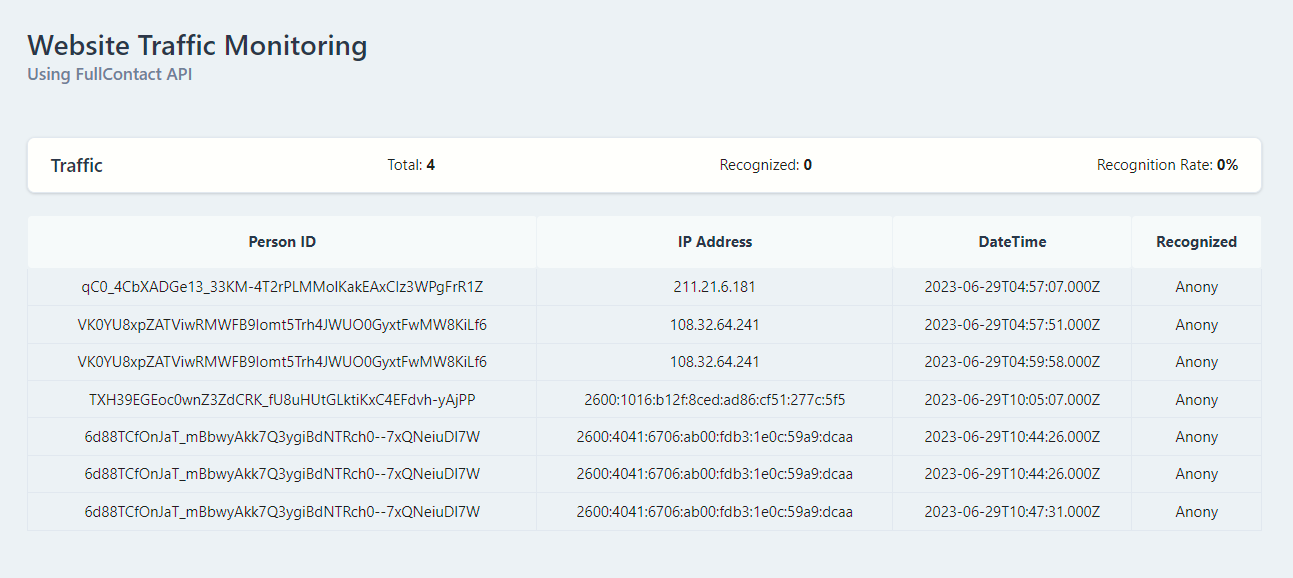 Website Traffic Monitoring
Using FullContact API
Traffic Total: 4 Recognized: 0 Recognition Rate: 0%
Person ID IP Address DateTime Recognized
qC0_4CbXADGe13_33KM-4T2rPLMMolKakEAxClz3WPgFrR1Z 211.21.6.181 2023-06-29T04:57:07.000Z Anony
VK0YU8xpZATViwRMWFB9Iomt5Trh4JWUO0GyxtFwMW8KiLf6 108.32.64.241 2023-06-29T04:57:51.000Z Anony
VK0YU8xpZATViwRMWFB9Iomt5Trh4JWUO0GyxtFwMW8KiLf6 108.32.64.241 2023-06-29T04:59:58.000Z Anony
TXH39EGEoc0wnZ3ZdCRK_fU8uHUtGLktiKxC4EFdvh-yAjPP 2600:1016:b12f:8ced:ad86:cf51:277c:5f5 2023-06-29T10:05:07.000Z Anony
6d88TCfOnJaT_mBbwyAkk7Q3ygiBdNTRch0--7xQNeiuDI7W 2600:4041:6706:ab00:fdb3:1e0c:59a9:dcaa 2023-06-29T10:44:26.000Z Anony
6d88TCfOnJaT_mBbwyAkk7Q3ygiBdNTRch0--7xQNeiuDI7W 2600:4041:6706:ab00:fdb3:1e0c:59a9:dcaa 2023-06-29T10:44:26.000Z Anony
6d88TCfOnJaT_mBbwyAkk7Q3ygiBdNTRch0--7xQNeiuDI7W 2600:4041:6706:ab00:fdb3:1e0c:59a9:dcaa 2023-06-29T10:47:31.000Z Anony